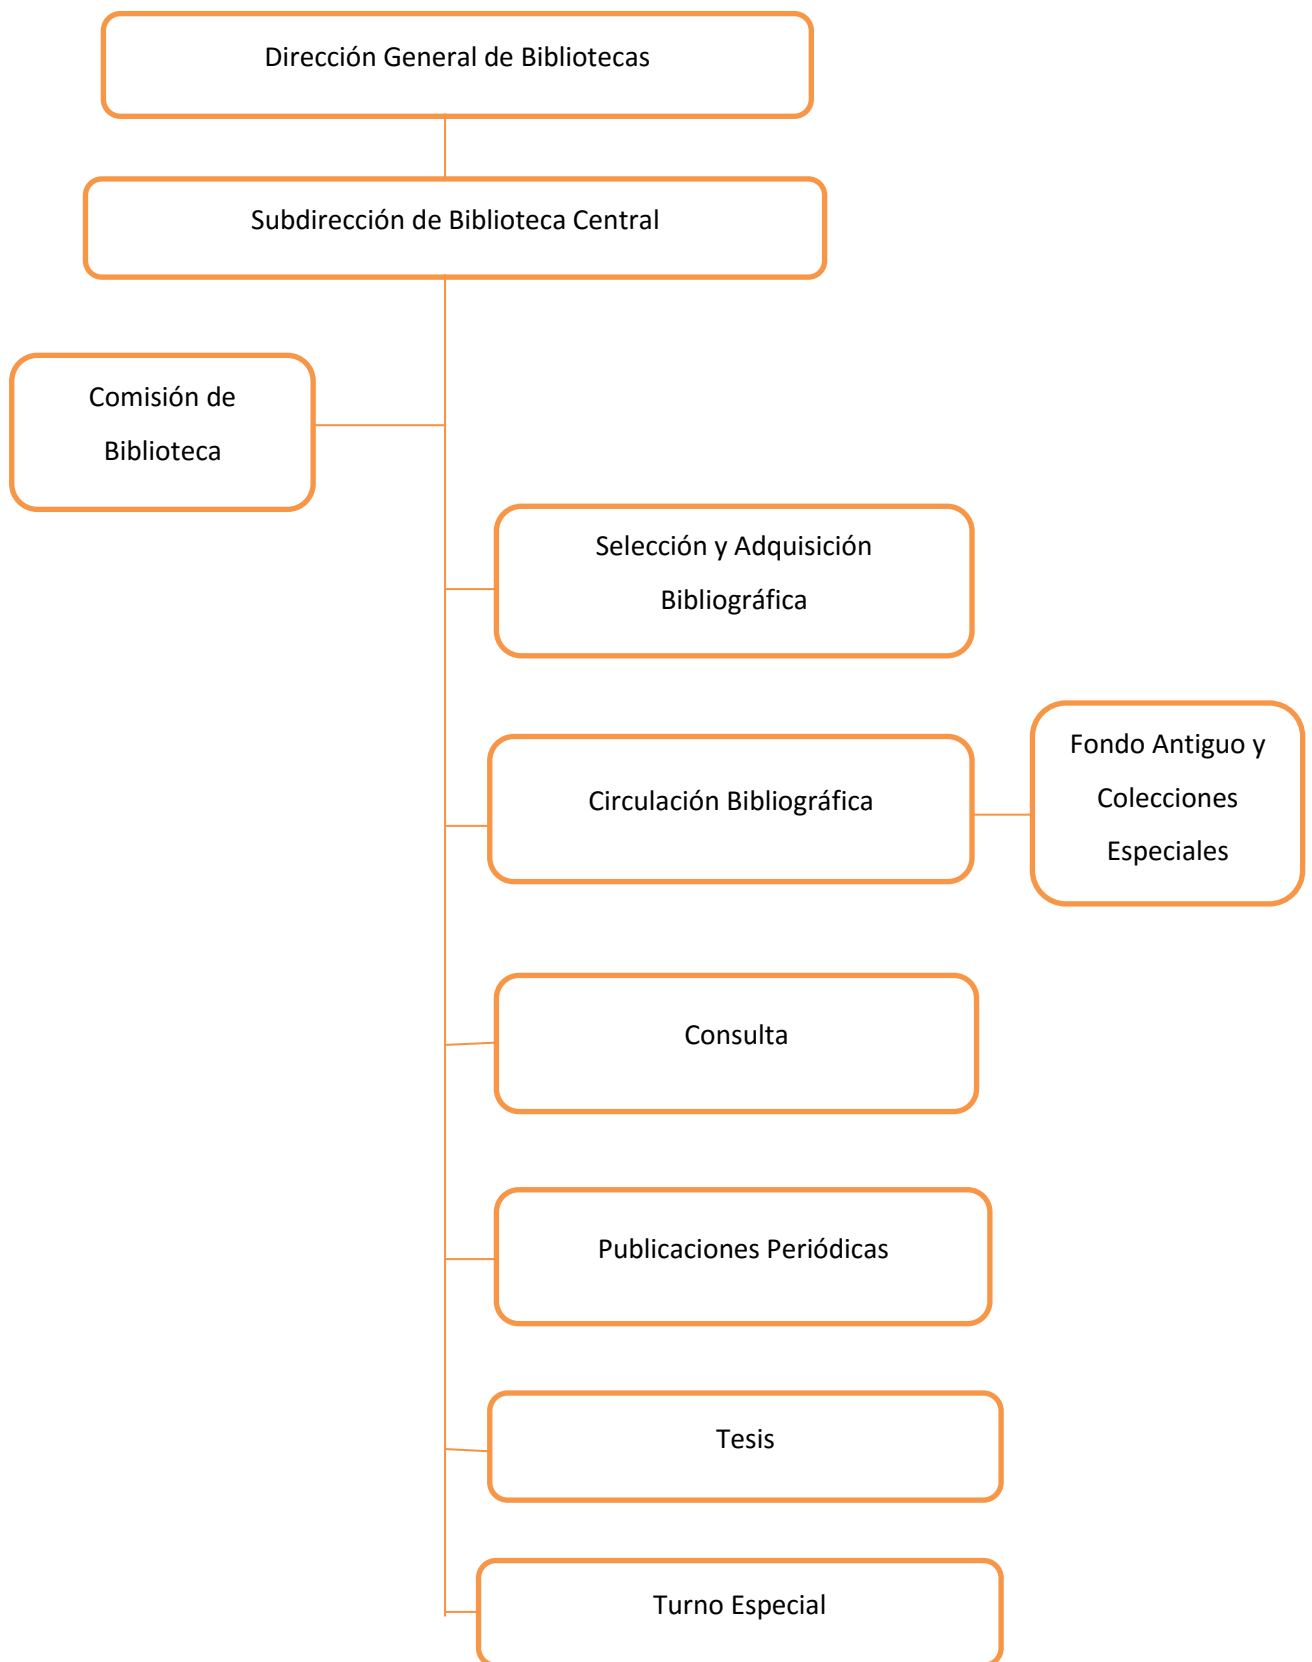 Dirección General de Bibliotecas
Subdirección de Biblioteca Central
Comisión de
Biblioteca
Selección y Adquisición
Bibliográfica
Circulación Bibliográfica
Fondo Antiguo y
Colecciones
Especiales
Consulta
Publicaciones Periódicas
Tesis
Turno Especial